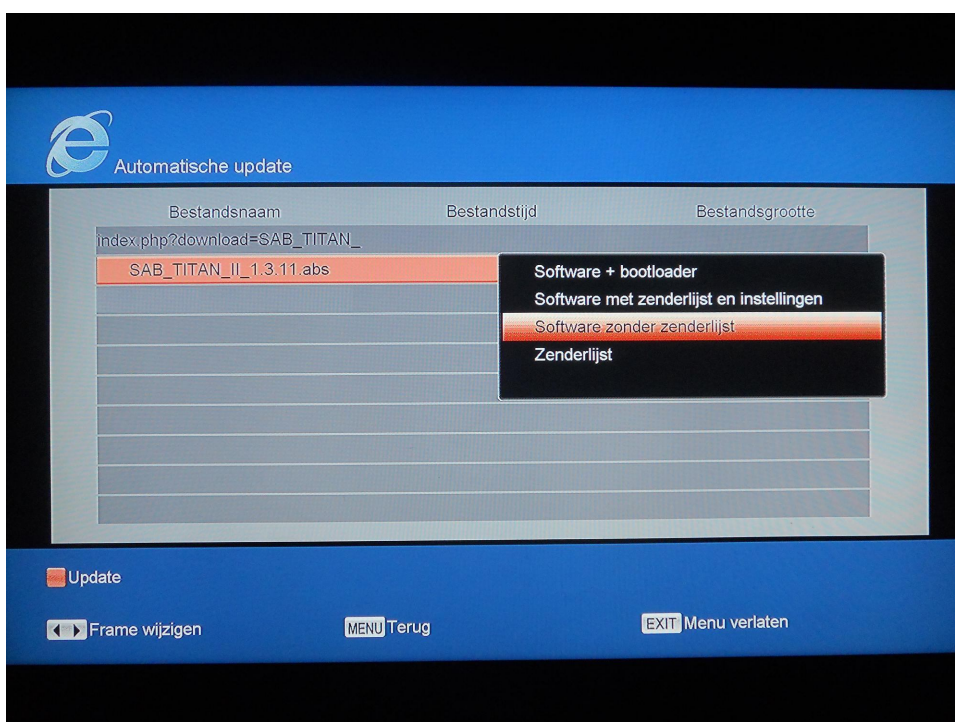 Automatische update
Bestandsnaam Bestandstijd Bestandsgrootte
index.php?download=SAB_TITAN_
SAB_TITAN_II_1.3.11.abs
Software + bootloader
Software met zenderlijst en instellingen
Software zonder zenderlijst
Zenderlijst
Update
Frame wijzigen MENU Terug EXIT Menu verlaten